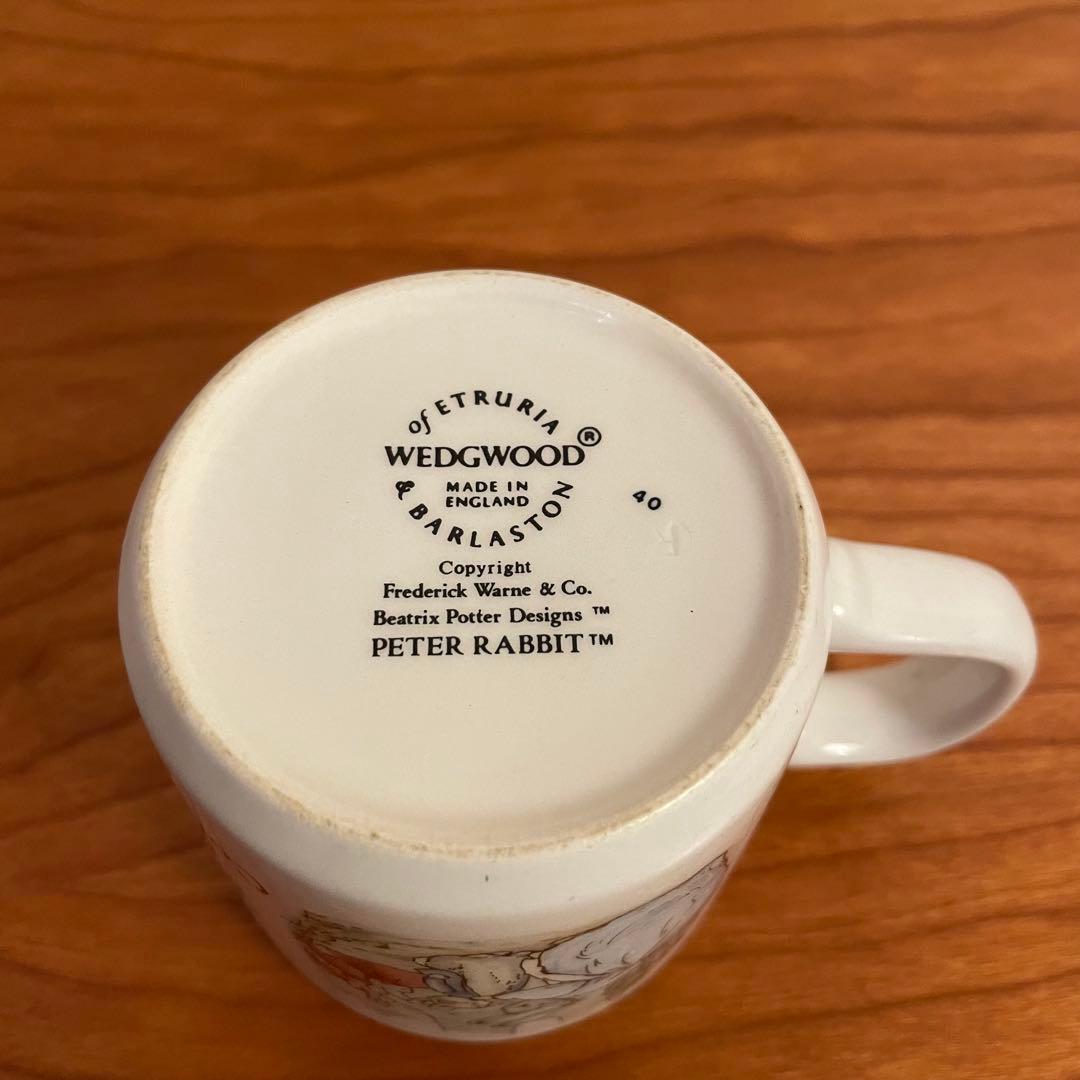 of ETRURIA
WEDGWOOD®
MADE IN
ENGLAND
& BARLASTON
40
R
Copyright
Frederick Warne & Co.
Beatrix Potter Designs ™
PETER RABBIT™